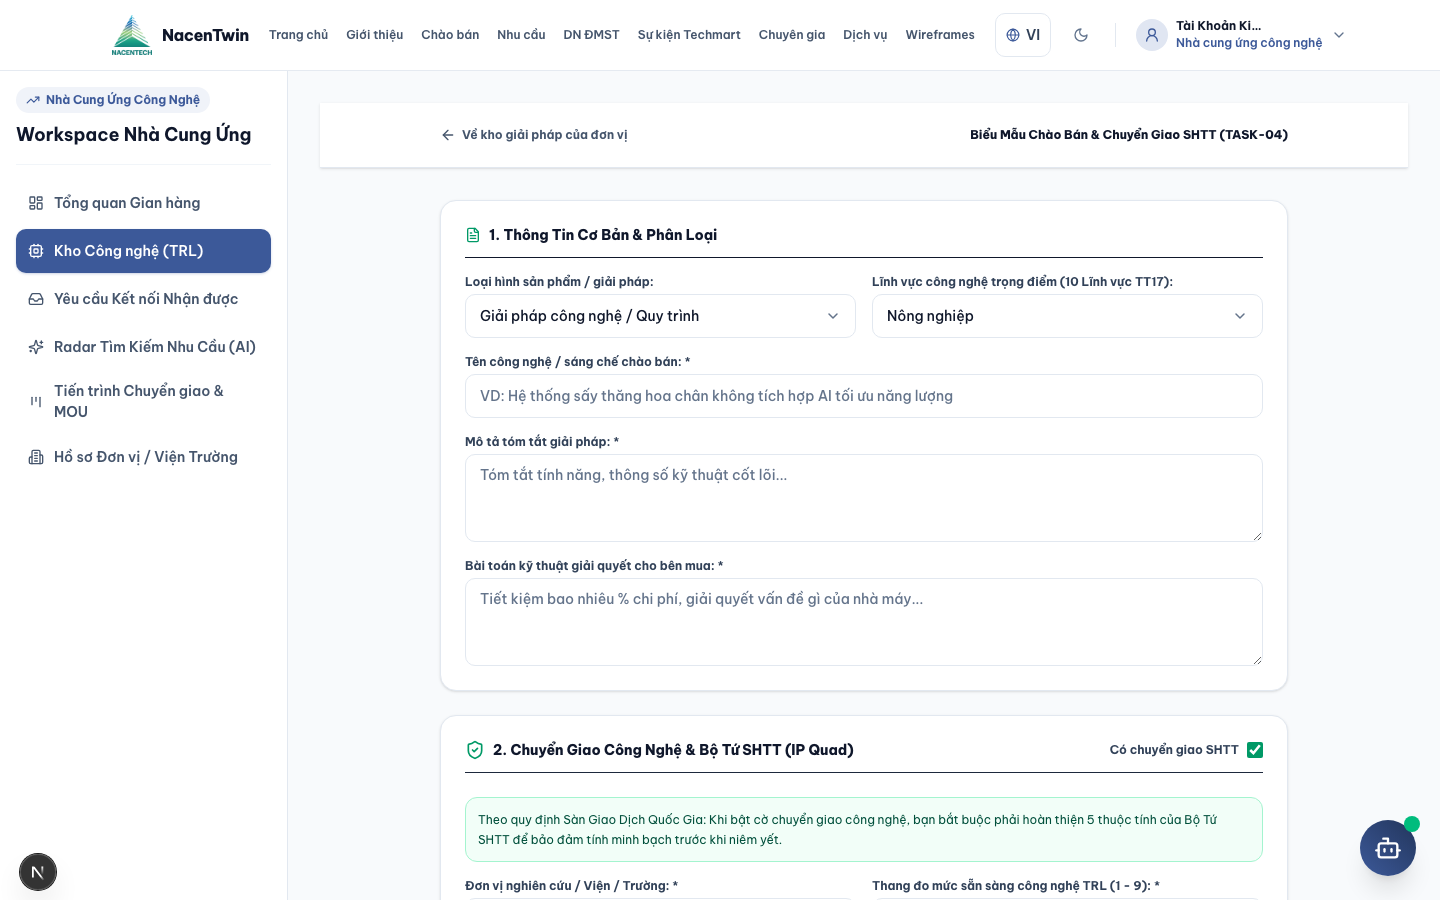 NACENTECH
NacenTwin
Trang chủ
Giới thiệu
Chào bán
Nhu cầu
DN ĐMST
Sự kiện Techmart
Chuyên gia
Dịch vụ
Wireframes
VI
Tài Khoản Ki...
Nhà cung ứng công nghệ
Nhà Cung Ứng Công Nghệ
Workspace Nhà Cung Ứng
Tổng quan Gian hàng
Kho Công nghệ (TRL)
Yêu cầu Kết nối Nhận được
Radar Tìm Kiếm Nhu Cầu (AI)
Tiến trình Chuyển giao &
MOU
Hồ sơ Đơn vị / Viện Trường
Về kho giải pháp của đơn vị
Biểu Mẫu Chào Bán & Chuyển Giao SHTT (TASK-04)
1. Thông Tin Cơ Bản & Phân Loại
Loại hình sản phẩm / giải pháp:
Lĩnh vực công nghệ trọng điểm (10 Lĩnh vực TT17):
Giải pháp công nghệ / Quy trình
Nông nghiệp
Tên công nghệ / sáng chế chào bán: *
VD: Hệ thống sấy thăng hoa chân không tích hợp AI tối ưu năng lượng
Mô tả tóm tắt giải pháp: *
Tóm tắt tính năng, thông số kỹ thuật cốt lõi...
Bài toán kỹ thuật giải quyết cho bên mua: *
Tiết kiệm bao nhiêu % chi phí, giải quyết vấn đề gì của nhà máy...
2. Chuyển Giao Công Nghệ & Bộ Tứ SHTT (IP Quad)
Có chuyển giao SHTT
Theo quy định Sàn Giao Dịch Quốc Gia: Khi bật cờ chuyển giao công nghệ, bạn bắt buộc phải hoàn thiện 5 thuộc tính của Bộ Tứ
SHTT để bảo đảm tính minh bạch trước khi niêm yết.
Đơn vị nghiên cứu / Viện / Trường: *
Thang đo mức sẵn sàng công nghệ TRL (1 - 9): *
N